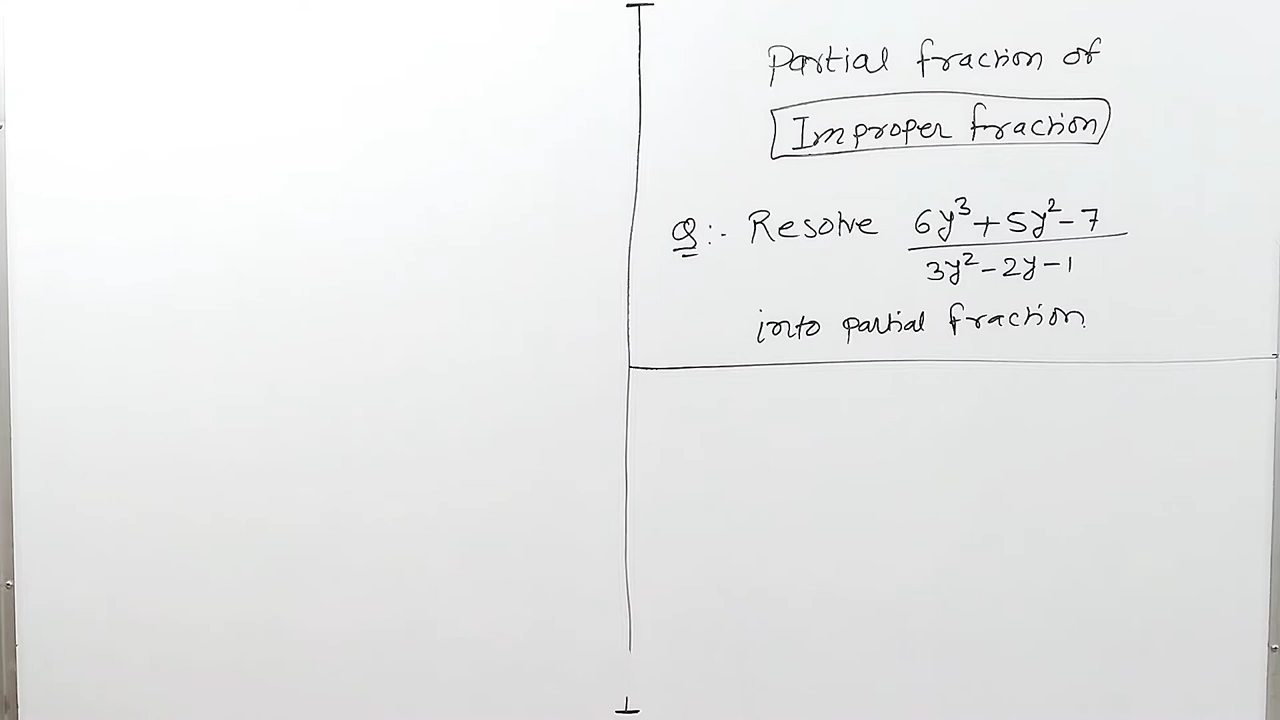 Partial fraction of
Improper fraction
Q:- Resolve 6y³+5y²-7
3y²-2y-1
into partial fraction.